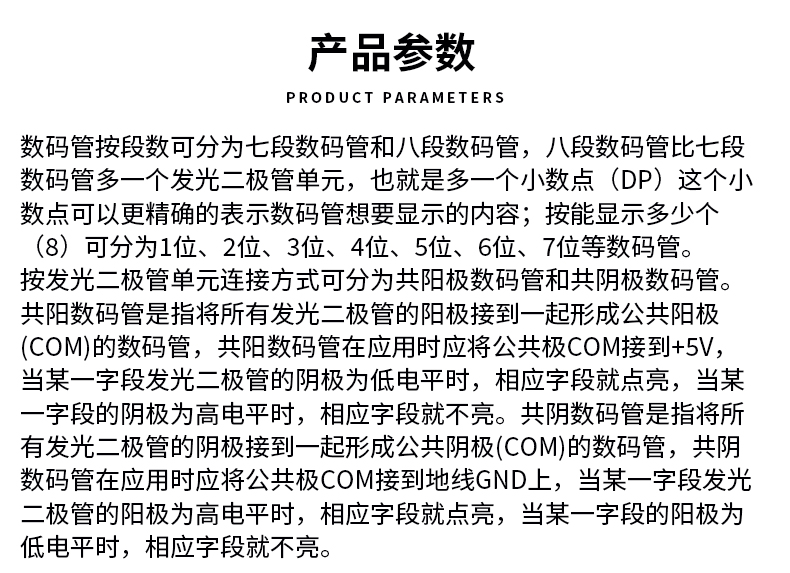 产品参数
PRODUCT PARAMETERS
数码管按段数可分为七段数码管和八段数码管，八段数码管比七段
数码管多一个发光二极管单元，也就是多一个小数点（DP）这个小
数点可以更精确的表示数码管想要显示的内容；按能显示多少个
（8）可分为1位、2位、3位、4位、5位、6位、7位等数码管。
按发光二极管单元连接方式可分为共阳极数码管和共阴极数码管。
共阳数码管是指将所有发光二极管的阳极接到一起形成公共阳极
(COM)的数码管，共阳数码管在应用时应将公共极COM接到+5V，
当某一字段发光二极管的阴极为低电平时，相应字段就点亮，当某
一字段的阴极为高电平时，相应字段就不亮。共阴数码管是指将所
有发光二极管的阴极接到一起形成公共阴极(COM)的数码管，共阴
数码管在应用时应将公共极COM接到地线GND上，当某一字段发光
二极管的阳极为高电平时，相应字段就点亮，当某一字段的阳极为
低电平时，相应字段就不亮。